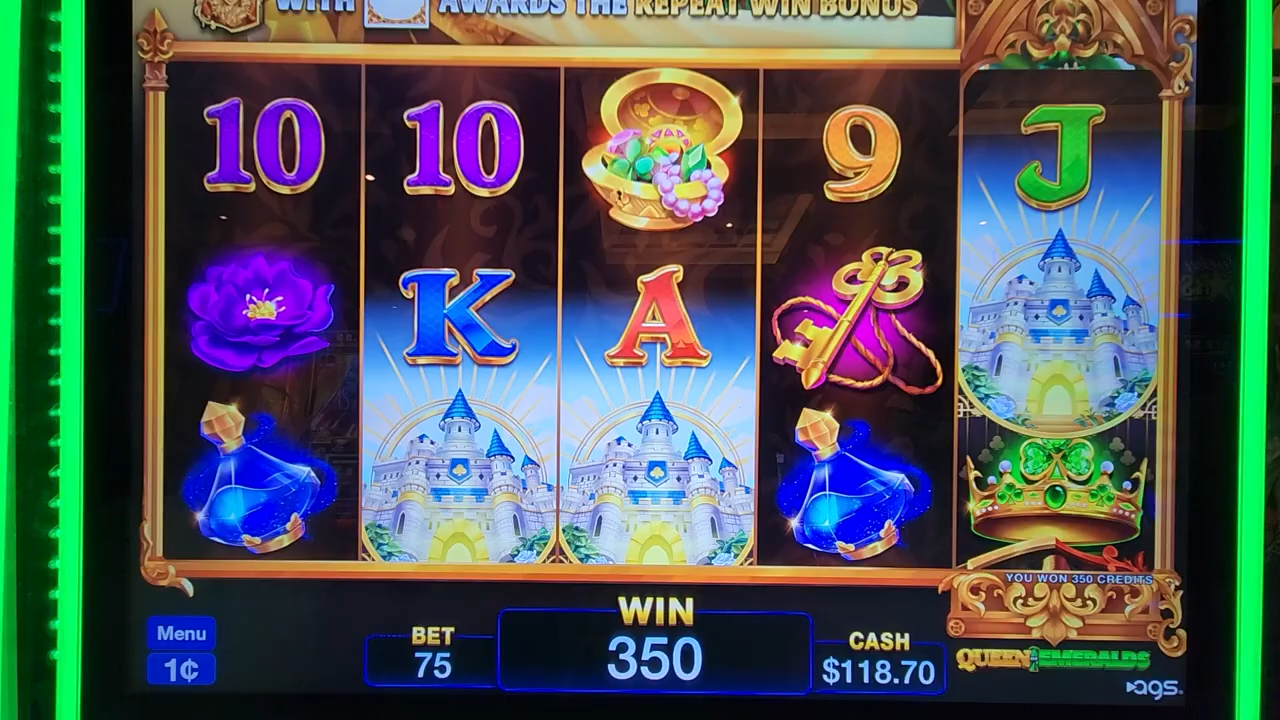 WITH AWARDS THE REPEAT WIN BONUS
10 10 9 J
K A
YOU WON 350 CREDITS
Menu
1¢
BET
75
WIN
350
CASH
$118.70
QUEEN OF EMERALDS
ags